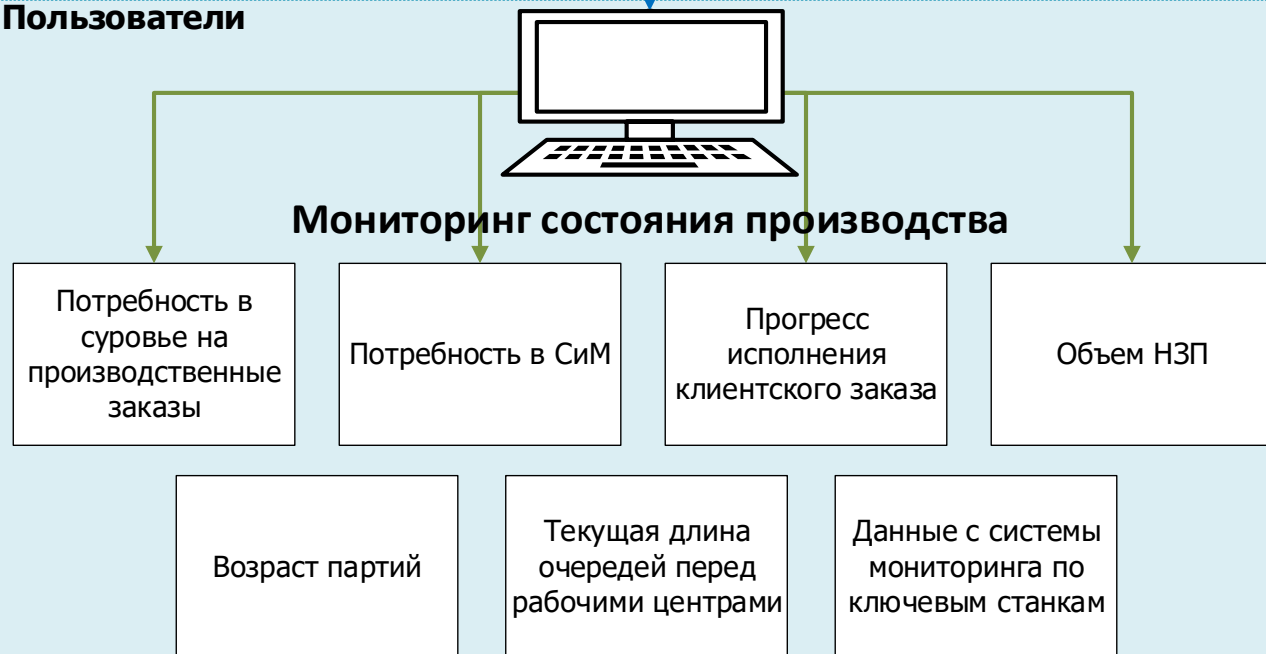 Пользователи
Мониторинг состояния производства
Потребность в
суровье на
производственные
заказы
Потребность в СиМ
Прогресс
исполнения
клиентского заказа
Объем НЗП
Возраст партий
Текущая длина
очередей перед
рабочими центрами
Данные с системы
мониторинга по
ключевым станкам